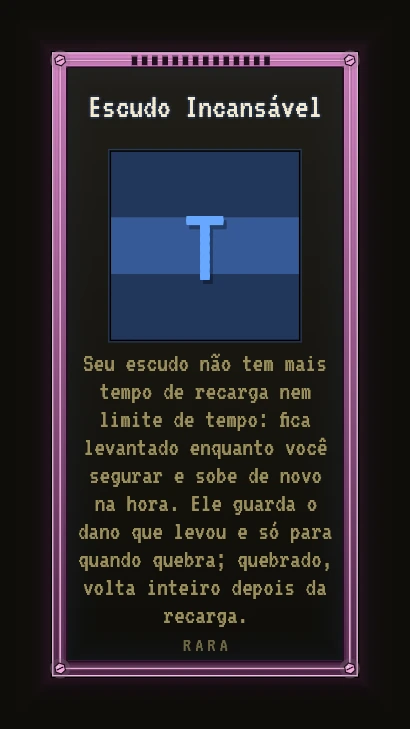 Escudo Incansável
T
Seu escudo não tem mais
tempo de recarga nem
limite de tempo: fica
levantado enquanto você
segurar e sobe de novo
na hora. Ele guarda o
dano que levou e só para
quando quebra; quebrado,
volta inteiro depois da
recarga.
RARA